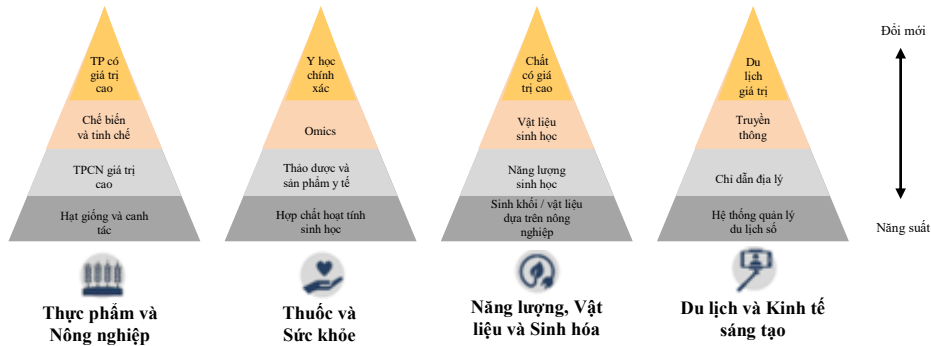 TP có
giá trị
cao
Chế biến
và tinh chế
TPCN giá trị
cao
Hạt giống và canh
tác
Thực phẩm và
Nông nghiệp
Y học
chính
xác
Omics
Thảo dược và
sản phẩm y tế
Hợp chất hoạt tính
sinh học
Thuốc và
Sức khỏe
Chất
có giá
trị cao
Vật liệu
sinh học
Năng lượng
sinh học
Sinh khối / vật liệu
dựa trên nông
nghiệp
Năng lượng, Vật
liệu và Sinh hóa
Du
lịch
giá trị
Truyền
thông
Chỉ dẫn địa lý
Hệ thống quản lý
du lịch số
Du lịch và Kinh tế
sáng tạo
Đổi mới
Năng suất